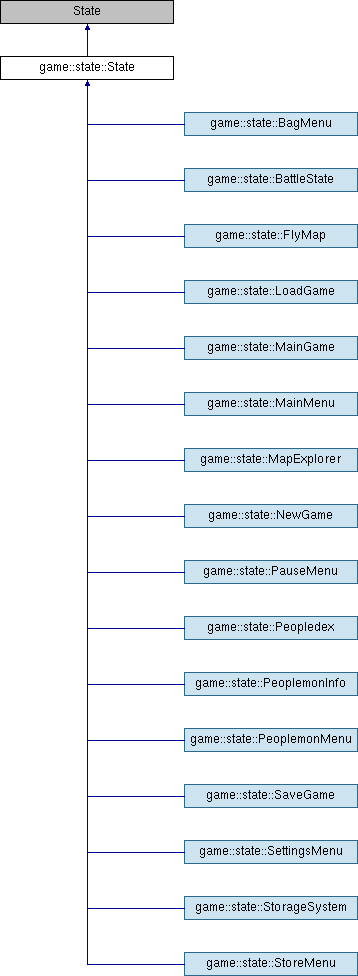 State
game::state::State
game::state::BagMenu
game::state::BattleState
game::state::FlyMap
game::state::LoadGame
game::state::MainGame
game::state::MainMenu
game::state::MapExplorer
game::state::NewGame
game::state::PauseMenu
game::state::Peopledex
game::state::PeoplemonInfo
game::state::PeoplemonMenu
game::state::SaveGame
game::state::SettingsMenu
game::state::StorageSystem
game::state::StoreMenu